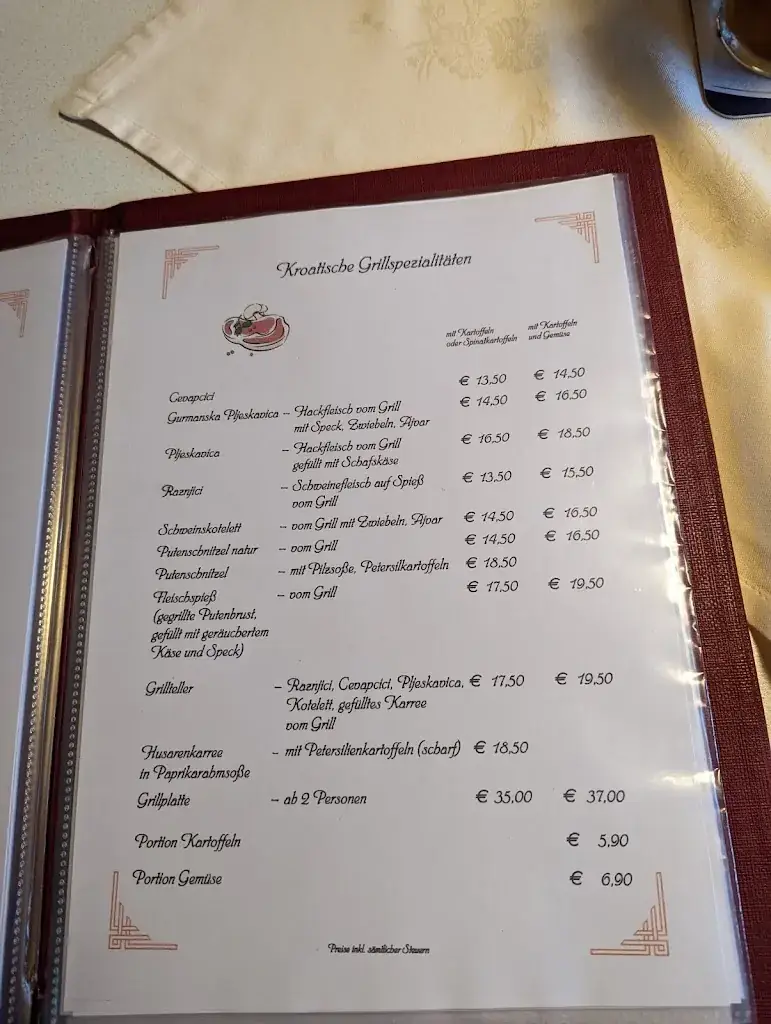 Kroatische Grillspezialitäten
mit Kartoffeln
oder Spinatkartoffeln
mit Kartoffeln
und Gemüse
Cevapcici € 13,50 € 14,50
Gurmanska Pljeskavica – Hackfleisch vom Grill € 14,50 € 16,50
mit Speck, Zwiebeln, Ajvar
Pljeskavica – Hackfleisch vom Grill € 16,50 € 18,50
gefüllt mit Schafskäse
Raznjici – Schweinefleisch auf Spieß € 13,50 € 15,50
vom Grill
Schweinskotelett – vom Grill mit Zwiebeln, Ajvar € 14,50 € 16,50
Putenschnitzel natur – vom Grill € 14,50 € 16,50
Putenschnitzel – mit Pilzsoße, Petersilkartoffeln € 18,50
Fleischspieß – vom Grill € 17,50 € 19,50
(gegrillte Putenbrust,
gefüllt mit geräuchertem
Käse und Speck)
Grillteller – Raznjici, Cevapcici, Pljeskavica, € 17,50 € 19,50
Kotelett, gefülltes Karree
vom Grill
Husarenkarree – mit Petersilienkartoffeln (scharf) € 18,50
in Paprikarahmsoße
Grillplatte – ab 2 Personen € 35,00 € 37,00
Portion Kartoffeln € 5,90
Portion Gemüse € 6,90
Preise inkl. sämtlicher Steuern